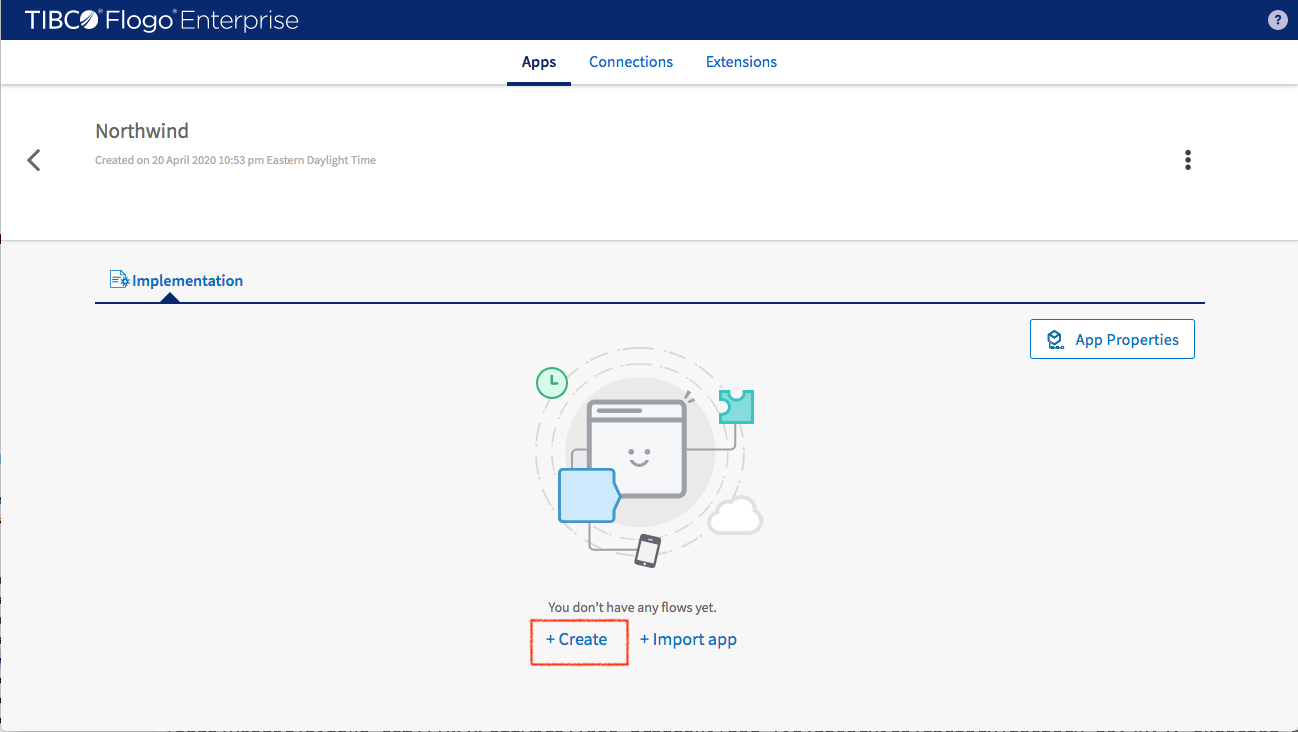 TIBCO® Flogo® Enterprise
?
Apps Connections Extensions
Northwind
Created on 20 April 2020 10:53 pm Eastern Daylight Time
Implementation
App Properties
You don't have any flows yet.
+ Create + Import app